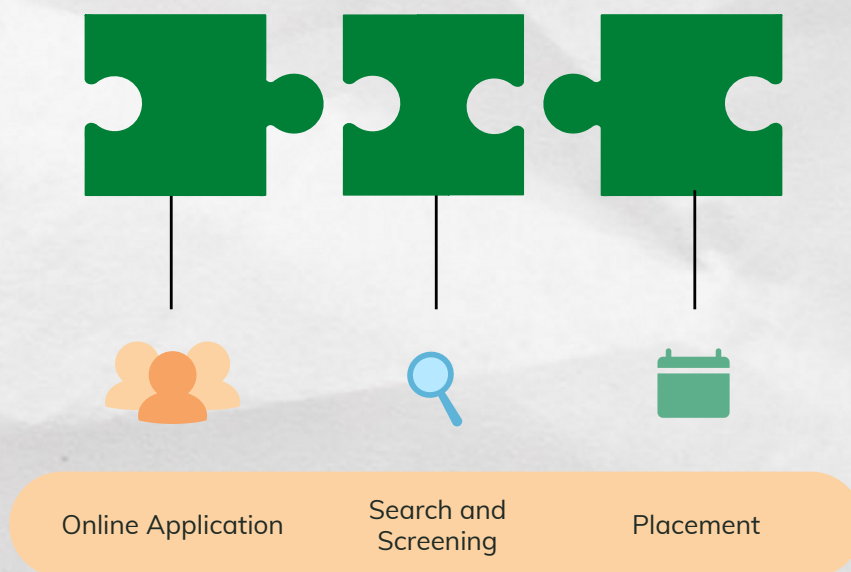 Online Application
Search and
Screening
Placement